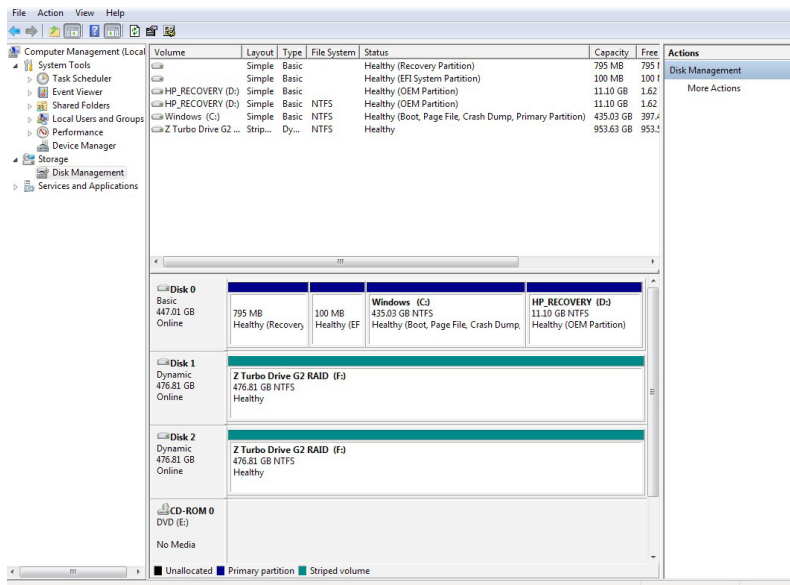 File Action View Help
Computer Management (Local
System Tools
Task Scheduler
Event Viewer
Shared Folders
Local Users and Groups
Performance
Device Manager
Storage
Disk Management
Services and Applications
Volume Layout Type File System Status Capacity Free
Simple Basic Healthy (Recovery Partition) 795 MB 795
Simple Basic Healthy (EFI System Partition) 100 MB 100
HP_RECOVERY (D:) Simple Basic Healthy (OEM Partition) 11.10 GB 1.62
HP_RECOVERY (D:) Simple Basic NTFS Healthy (OEM Partition) 11.10 GB 1.62
Windows (C:) Simple Basic NTFS Healthy (Boot, Page File, Crash Dump, Primary Partition) 435.03 GB 397.4
Z Turbo Drive G2 ... Strip... Dy... NTFS Healthy 953.63 GB 953.
Actions
Disk Management
More Actions
Disk 0
Basic
447.01 GB
Online
795 MB
Healthy (Recovery
100 MB
Healthy (EF
Windows (C:)
435.03 GB NTFS
Healthy (Boot, Page File, Crash Dump,
HP_RECOVERY (D:)
11.10 GB NTFS
Healthy (OEM Partition)
Disk 1
Dynamic
476.81 GB
Online
Z Turbo Drive G2 RAID (F:)
476.81 GB NTFS
Healthy
Disk 2
Dynamic
476.81 GB
Online
Z Turbo Drive G2 RAID (F:)
476.81 GB NTFS
Healthy
CD-ROM 0
DVD (E:)
No Media
Unallocated Primary partition Striped volume